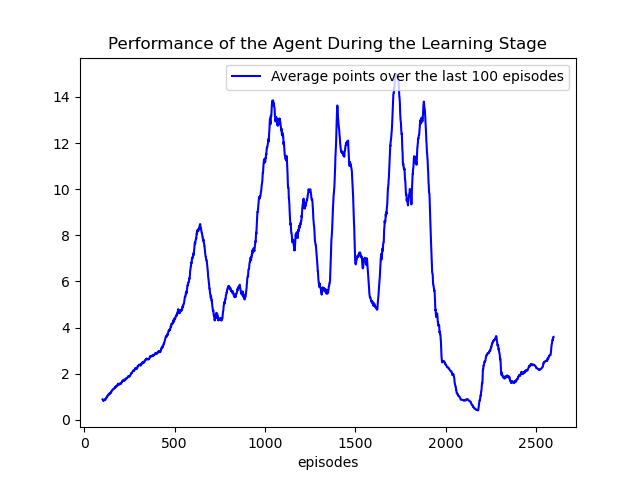 Performance of the Agent During the Learning Stage
Average points over the last 100 episodes
14
12
10
8
6
4
2
0
0 500 1000 1500 2000 2500
episodes